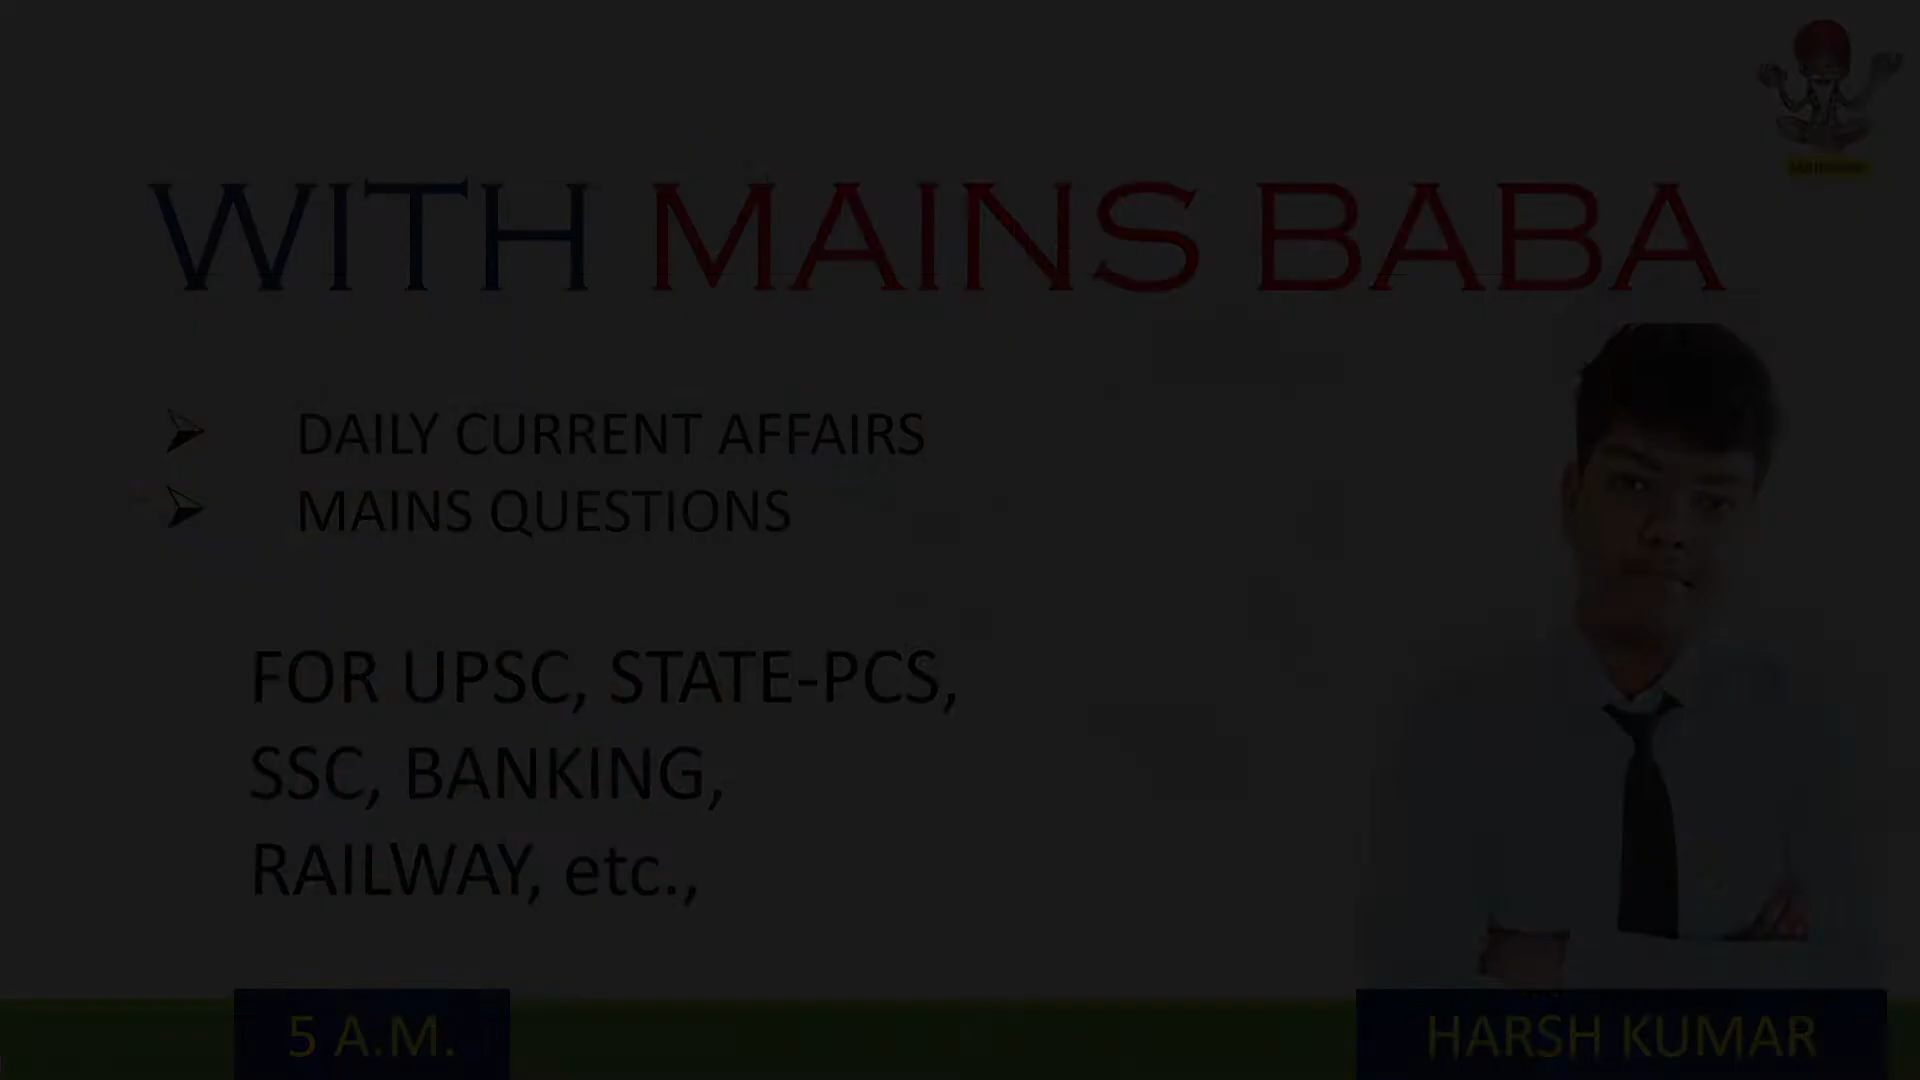 WITH MAINS BABA
DAILY CURRENT AFFAIRS
MAINS QUESTIONS
FOR UPSC, STATE-PCS,
SSC, BANKING,
RAILWAY, etc.,
5 A.M.
HARSH KUMAR